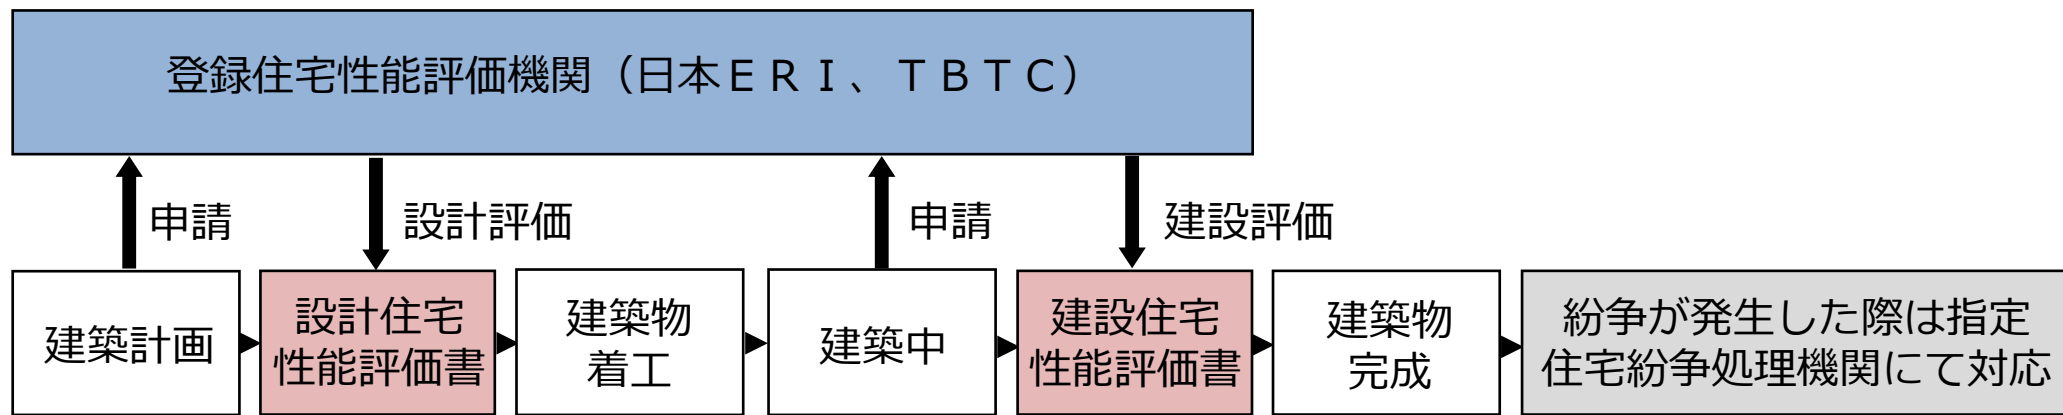 登録住宅性能評価機関（日本ＥＲＩ、ＴＢＴＣ）
申請
設計評価
申請
建設評価
建築計画
設計住宅
性能評価書
建築物
着工
建築中
建設住宅
性能評価書
建築物
完成
紛争が発生した際は指定
住宅紛争処理機関にて対応